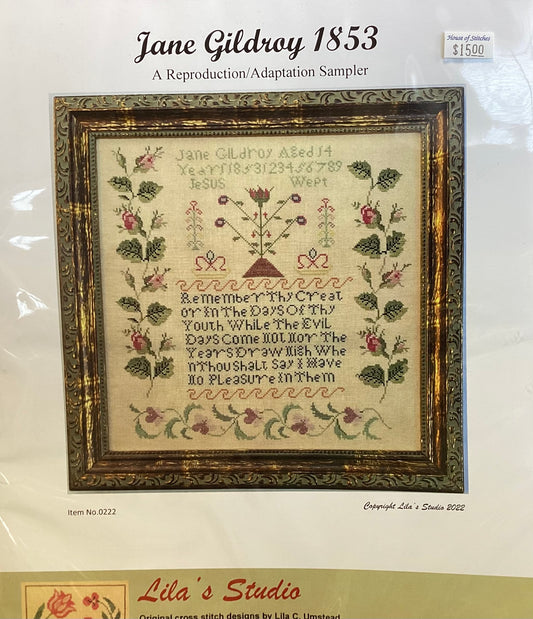 Jane Gildroy 1853
A Reproduction/Adaptation Sampler
House of Stitches
$15.00
Jane Gildroy Aged 14
Year 1853 123456789
Jesus Wept
Remember Thy Creat
or In The Days Of Thy
Youth While The Evil
Days Come Not Nor The
Years Draw Nigh Whe
n Thou Shalt Say I Have
No Pleasure In Them
Item No.0222
Copyright Lila's Studio 2022
Lila's Studio
Original cross stitch designs by Lila C. Umstead